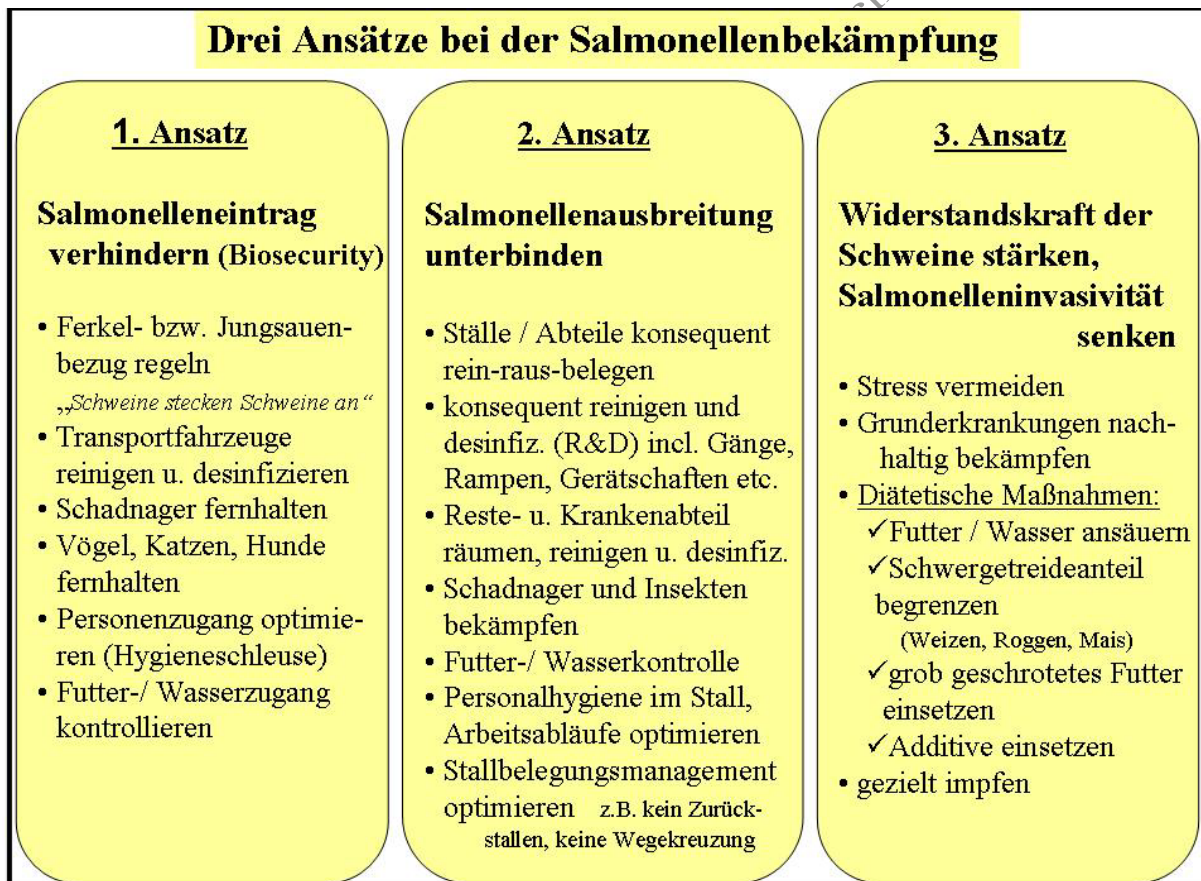 Drei Ansätze bei der Salmonellenbekämpfung
1. Ansatz
Salmonelleneintrag
verhindern (Biosecurity)
• Ferkel- bzw. Jungsauen-
bezug regeln
„Schweine stecken Schweine an“
• Transportfahrzeuge
reinigen u. desinfizieren
• Schadnager fernhalten
• Vögel, Katzen, Hunde
fernhalten
• Personenzugang optimie-
ren (Hygieneschleuse)
• Futter-/ Wasserzugang
kontrollieren
2. Ansatz
Salmonellenausbreitung
unterbinden
• Ställe / Abteile konsequent
rein-raus-belegen
• konsequent reinigen und
desinfiz. (R&D) incl. Gänge,
Rampen, Gerätschaften etc.
• Reste- u. Krankenabteil
räumen, reinigen u. desinfiz.
• Schadnager und Insekten
bekämpfen
• Futter-/ Wasserkontrolle
• Personalhygiene im Stall,
Arbeitsabläufe optimieren
• Stallbelegungsmanagement
optimieren z.B. kein Zurück-
stallen, keine Wegekreuzung
3. Ansatz
Widerstandskraft der
Schweine stärken,
Salmonelleninvasivität
senken
• Stress vermeiden
• Grunderkrankungen nach-
haltig bekämpfen
• Diätetische Maßnahmen:
✓Futter / Wasser ansäuern
✓Schwergetreideanteil
begrenzen
(Weizen, Roggen, Mais)
✓grob geschrotetes Futter
einsetzen
✓Additive einsetzen
• gezielt impfen